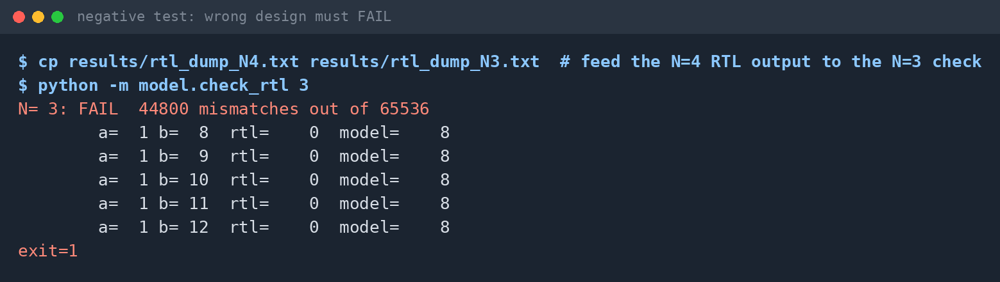 negative test: wrong design must FAIL
$ cp results/rtl_dump_N4.txt results/rtl_dump_N3.txt  # feed the N=4 RTL output to the N=3 check
$ python -m model.check_rtl 3
N= 3: FAIL  44800 mismatches out of 65536
        a=  1 b=  8  rtl=    0  model=    8
        a=  1 b=  9  rtl=    0  model=    8
        a=  1 b= 10  rtl=    0  model=    8
        a=  1 b= 11  rtl=    0  model=    8
        a=  1 b= 12  rtl=    0  model=    8
exit=1